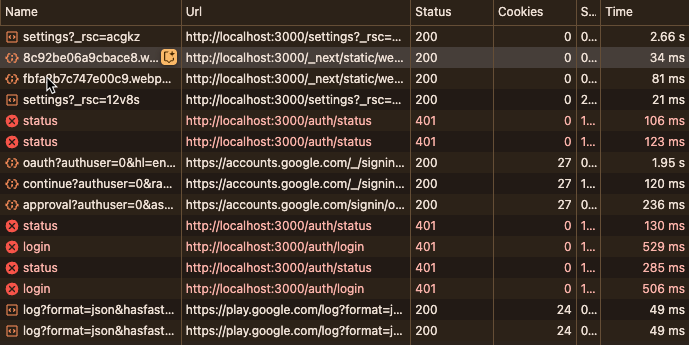 Name Url Status Cookies S... Time
settings?_rsc=acgkz http://localhost:3000/settings?_rsc=... 200 0 0... 2.66 s
8c92be06a9cbace8.w... http://localhost:3000/_next/static/we... 200 0 0... 34 ms
fbfa9b7c747e00c9.webp... http://localhost:3000/_next/static/we... 200 0 0... 81 ms
settings?_rsc=12v8s http://localhost:3000/settings?_rsc=... 200 0 2... 21 ms
status http://localhost:3000/auth/status 401 0 1... 106 ms
status http://localhost:3000/auth/status 401 0 1... 123 ms
oauth?authuser=0&hl=en... https://accounts.google.com/_/signin... 200 27 0... 1.95 s
continue?authuser=0&ra... https://accounts.google.com/_/signin... 200 27 1... 120 ms
approval?authuser=0&as... https://accounts.google.com/signin/o... 200 27 0... 236 ms
status http://localhost:3000/auth/status 401 0 1... 130 ms
login http://localhost:3000/auth/login 401 0 1... 529 ms
status http://localhost:3000/auth/status 401 0 1... 285 ms
login http://localhost:3000/auth/login 401 0 1... 506 ms
log?format=json&hasfast... https://play.google.com/log?format=j... 200 24 0... 49 ms
log?format=json&hasfast... https://play.google.com/log?format=j... 200 24 0... 49 ms